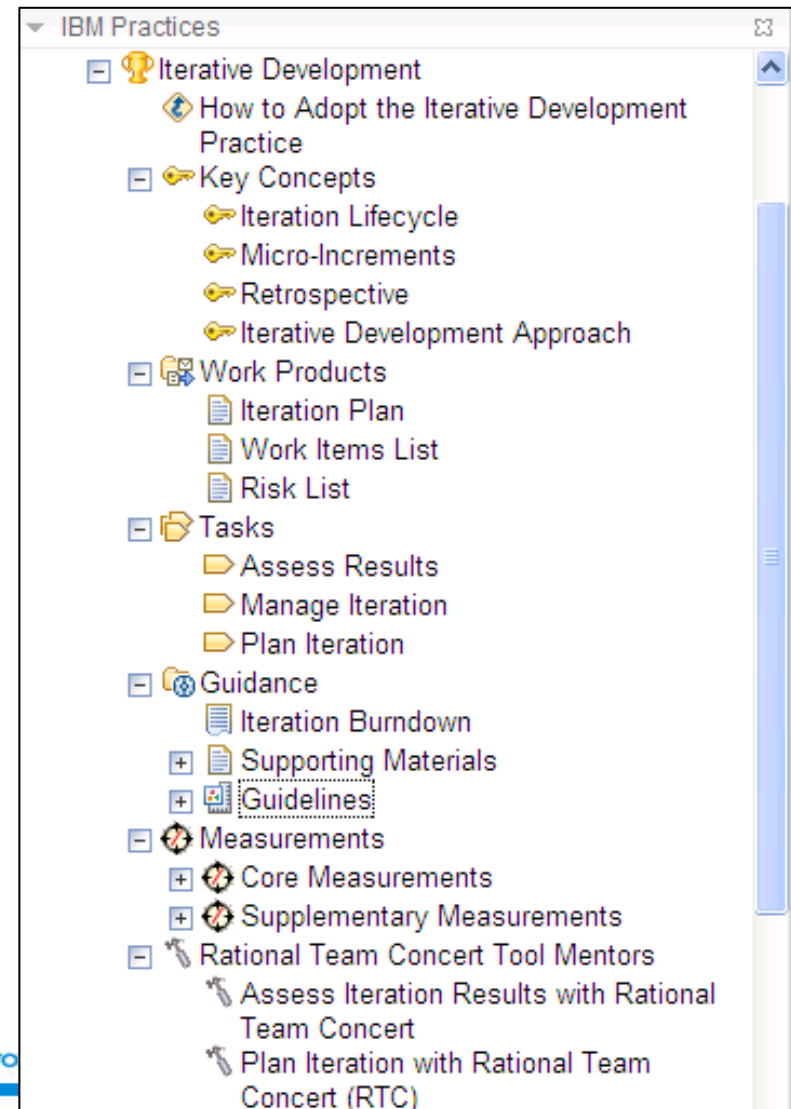 IBM Practices
Iterative Development
How to Adopt the Iterative Development
Practice
Key Concepts
Iteration Lifecycle
Micro-Increments
Retrospective
Iterative Development Approach
Work Products
Iteration Plan
Work Items List
Risk List
Tasks
Assess Results
Manage Iteration
Plan Iteration
Guidance
Iteration Burndown
Supporting Materials
Guidelines
Measurements
Core Measurements
Supplementary Measurements
Rational Team Concert Tool Mentors
Assess Iteration Results with Rational
Team Concert
Plan Iteration with Rational Team
Concert (RTC)